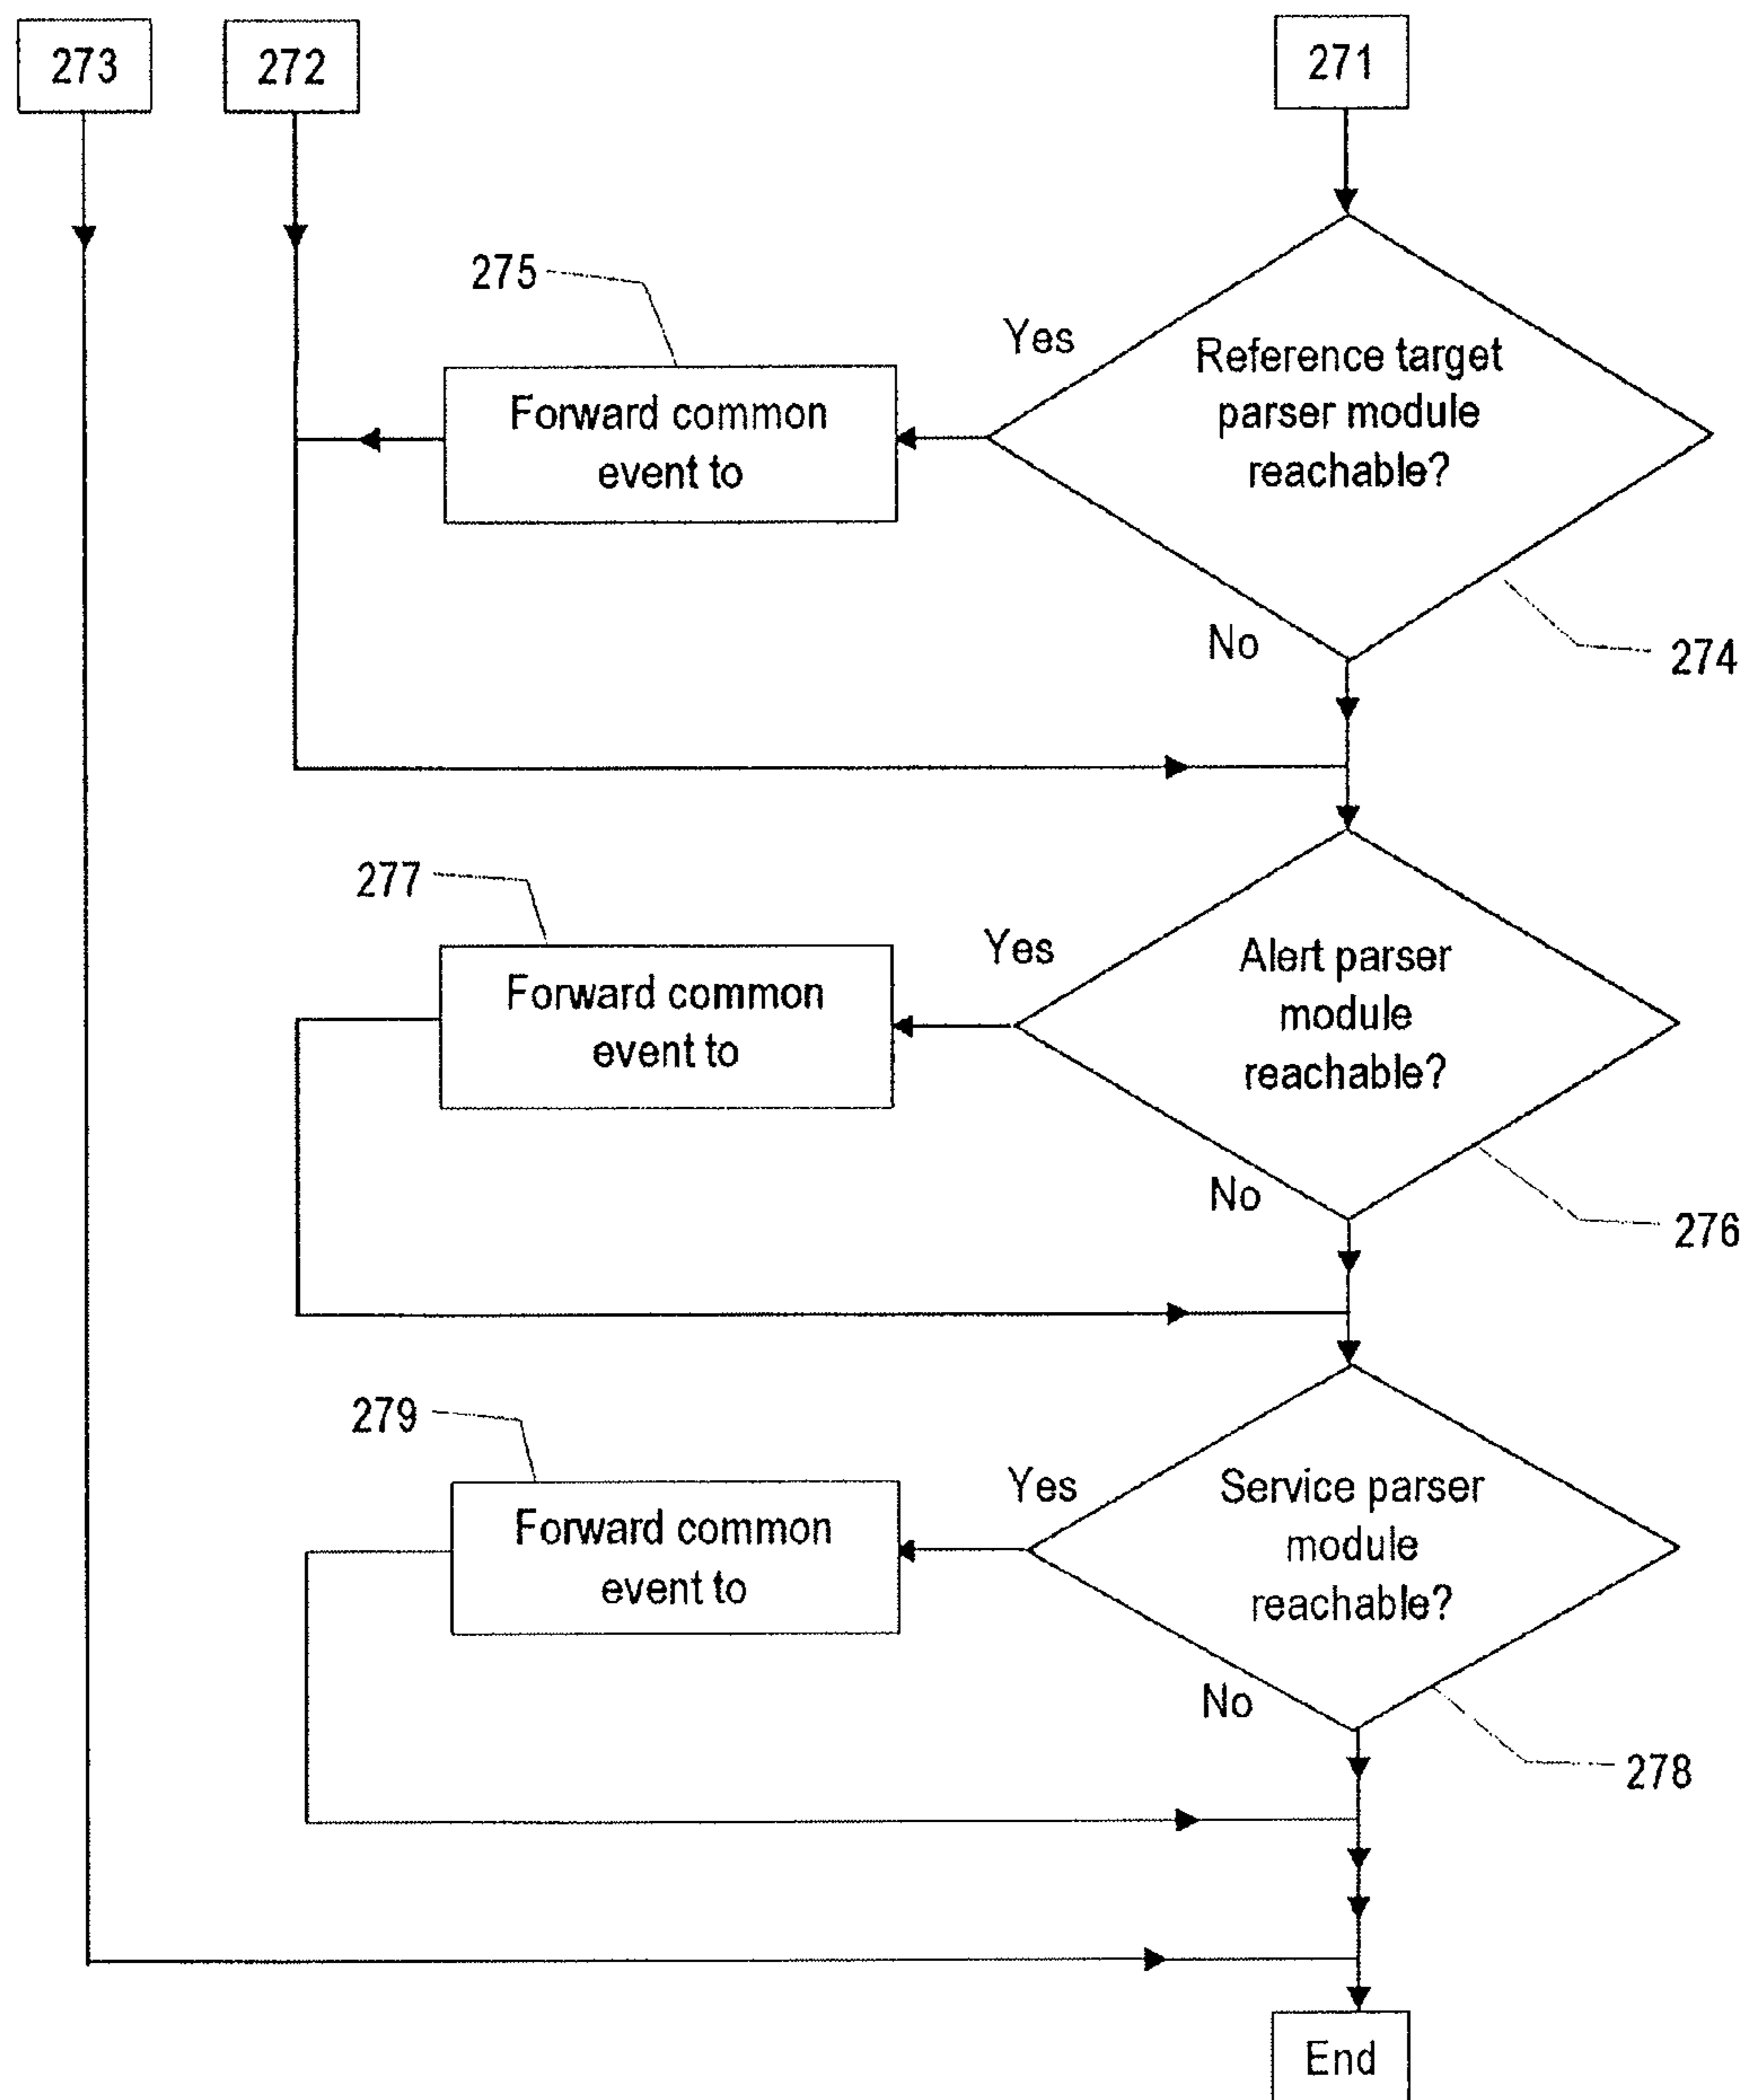 273
272
271
275
Yes
Reference target
parser module
reachable?
Forward common
event to
No
274
277
Yes
Alert parser
module
reachable?
Forward common
event to
No
276
279
Yes
Service parser
module
reachable?
Forward common
event to
No
278
End